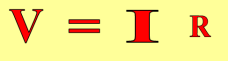 V = I R